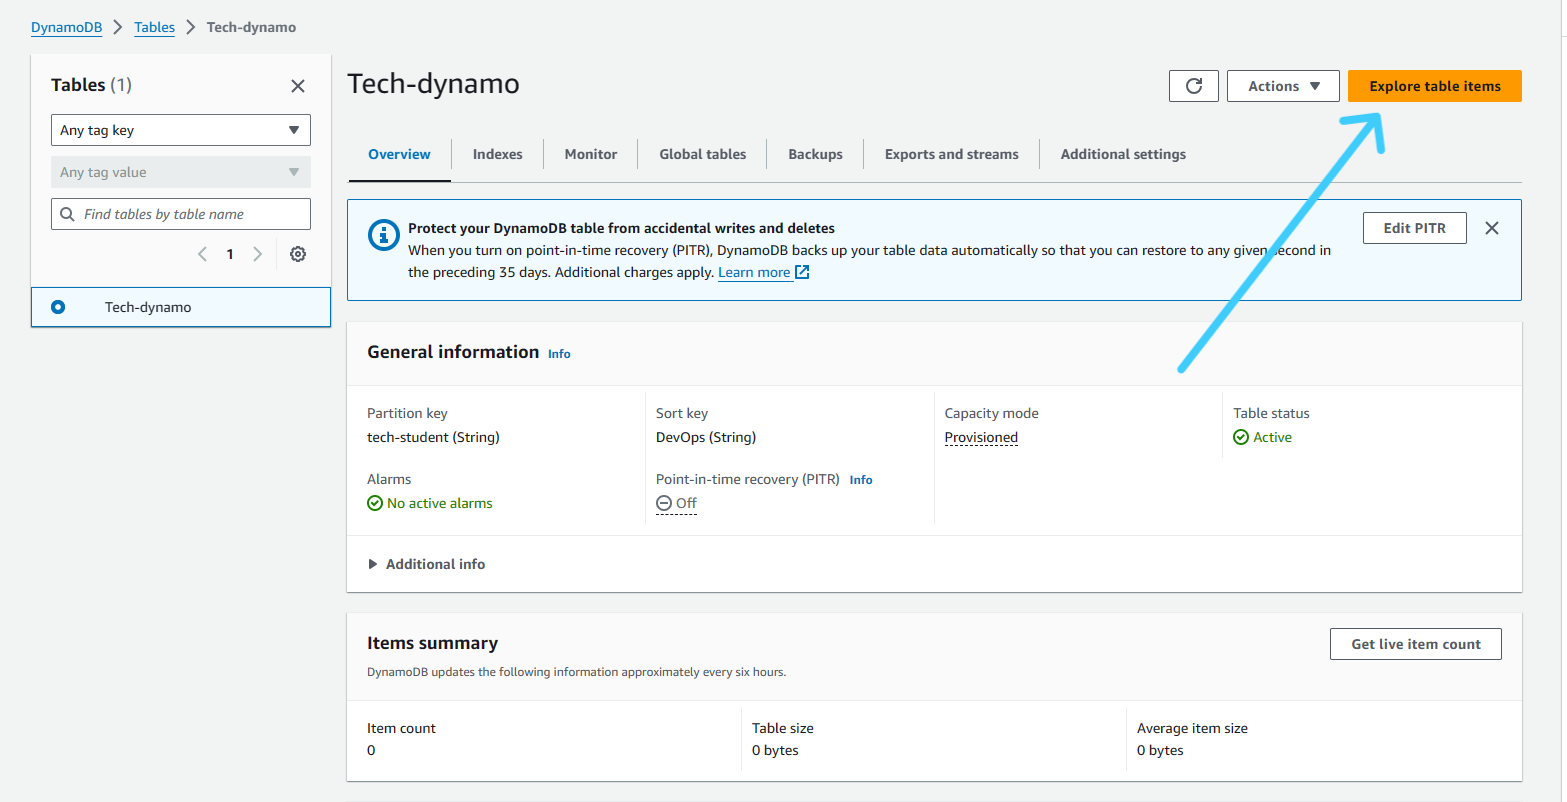 DynamoDB > Tables > Tech-dynamo
Tables (1)
Any tag key
Any tag value
Find tables by table name
1
Tech-dynamo
Tech-dynamo
Actions
Explore table items
Overview
Indexes
Monitor
Global tables
Backups
Exports and streams
Additional settings
Protect your DynamoDB table from accidental writes and deletes
When you turn on point-in-time recovery (PITR), DynamoDB backs up your table data automatically so that you can restore to any given second in
the preceding 35 days. Additional charges apply. Learn more
Edit PITR
General information Info
Partition key
tech-student (String)
Sort key
DevOps (String)
Capacity mode
Provisioned
Table status
Active
Alarms
No active alarms
Point-in-time recovery (PITR) Info
Off
Additional info
Items summary
DynamoDB updates the following information approximately every six hours.
Get live item count
Item count
0
Table size
0 bytes
Average item size
0 bytes